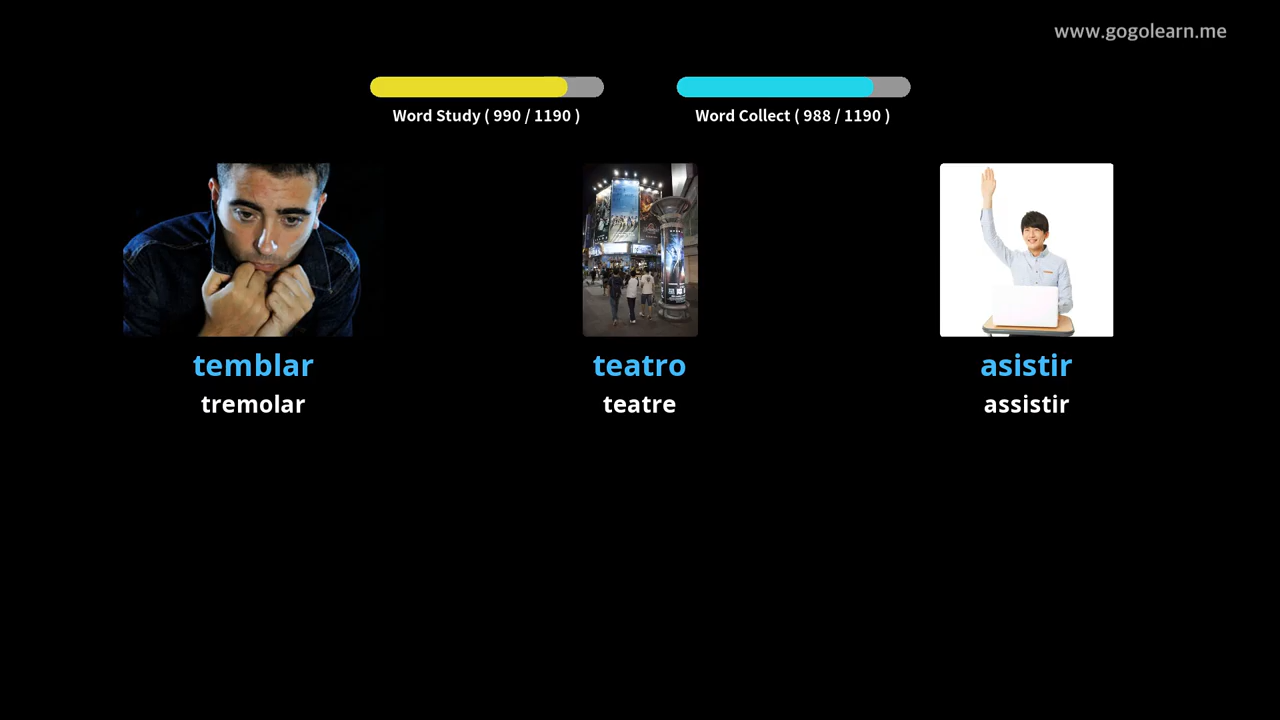 www.gogolearn.me
Word Study ( 990 / 1190 )
Word Collect ( 988 / 1190 )
temblar
tremolar
teatro
teatre
asistir
assistir